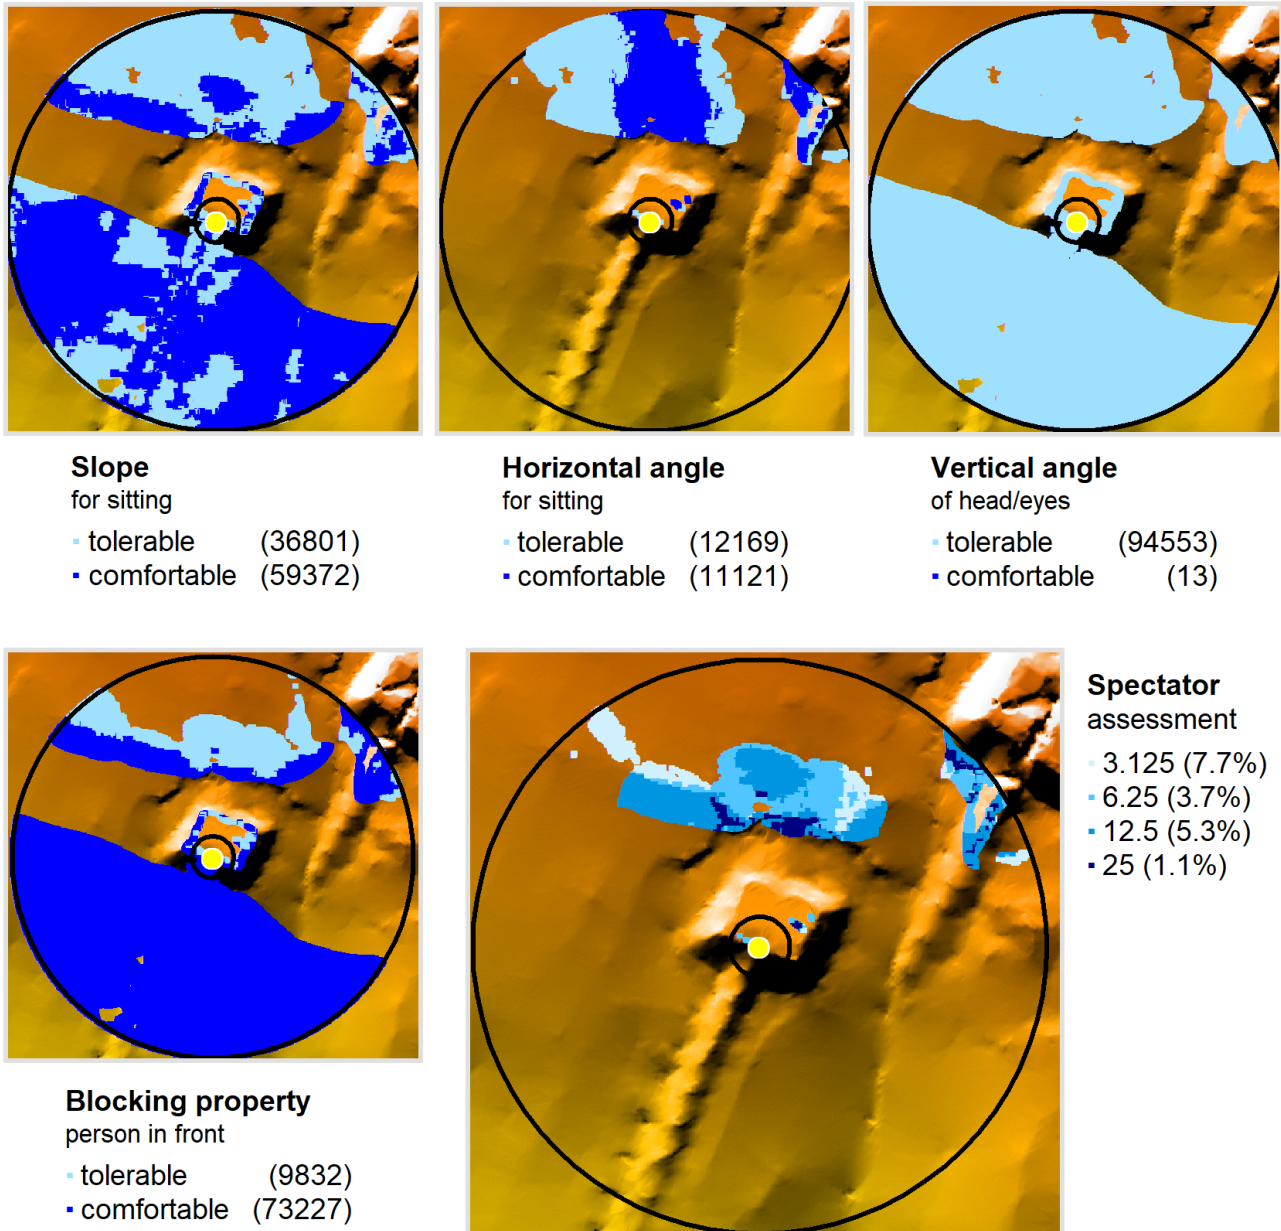 Slope
for sitting
tolerable (36801)
comfortable (59372)
Horizontal angle
for sitting
tolerable (12169)
comfortable (11121)
Vertical angle
of head/eyes
tolerable (94553)
comfortable (13)
Blocking property
person in front
tolerable (9832)
comfortable (73227)
Spectator
assessment
3.125 (7.7%)
6.25 (3.7%)
12.5 (5.3%)
25 (1.1%)